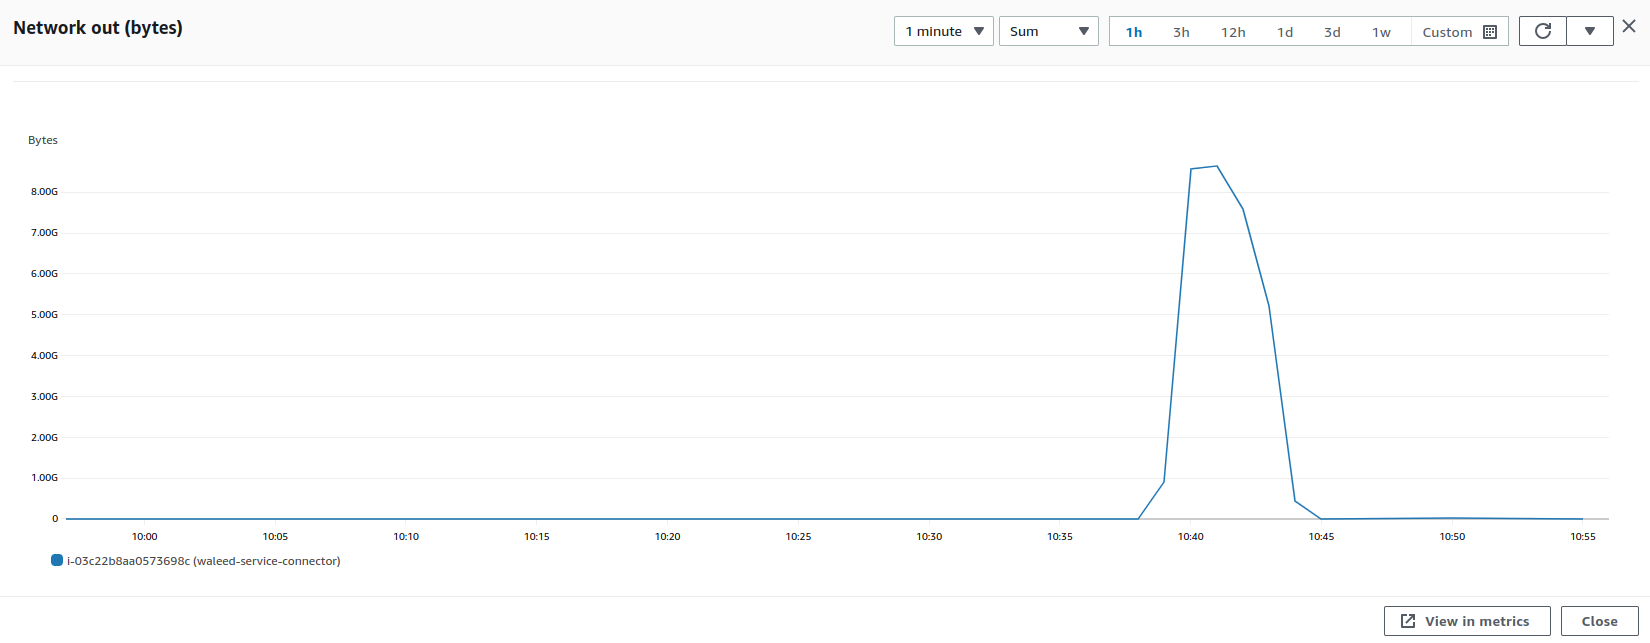 Network out (bytes)
1 minute
Sum
1h 3h 12h 1d 3d 1w Custom
Bytes
8.00G
7.00G
6.00G
5.00G
4.00G
3.00G
2.00G
1.00G
0
10:00 10:05 10:10 10:15 10:20 10:25 10:30 10:35 10:40 10:45 10:50 10:55
i-03c22b8aa0573698c (waleed-service-connector)
View in metrics
Close